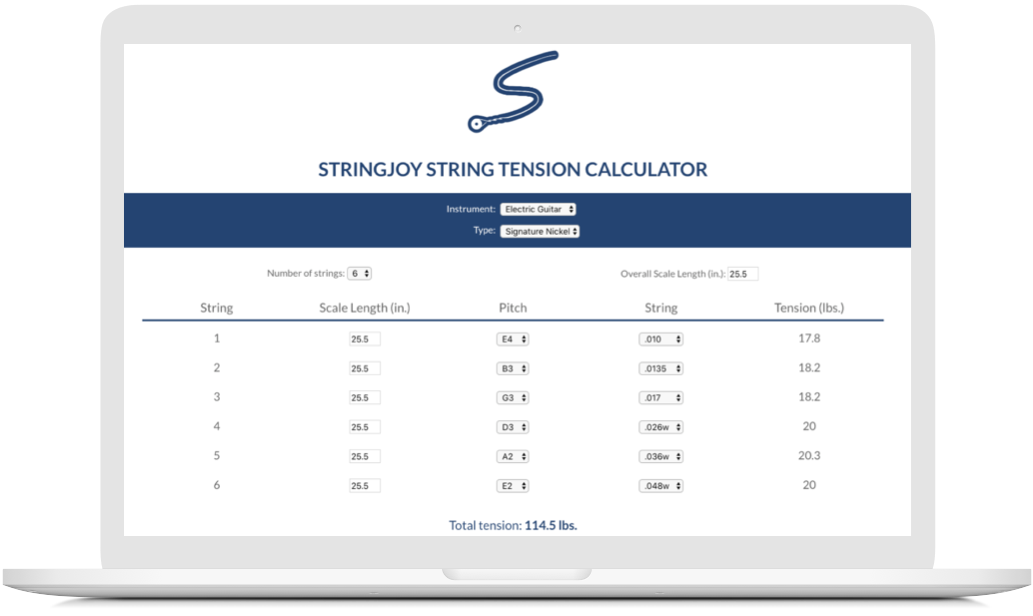 STRINGJOY STRING TENSION CALCULATOR
Instrument: Electric Guitar
Type: Signature Nickel
Number of strings: 6 Overall Scale Length (in.): 25.5
String Scale Length (in.) Pitch String Tension (lbs.)
1 25.5 E4 .010 17.8
2 25.5 B3 .0135 18.2
3 25.5 G3 .017 18.2
4 25.5 D3 .026w 20
5 25.5 A2 .036w 20.3
6 25.5 E2 .048w 20
Total tension: 114.5 lbs.